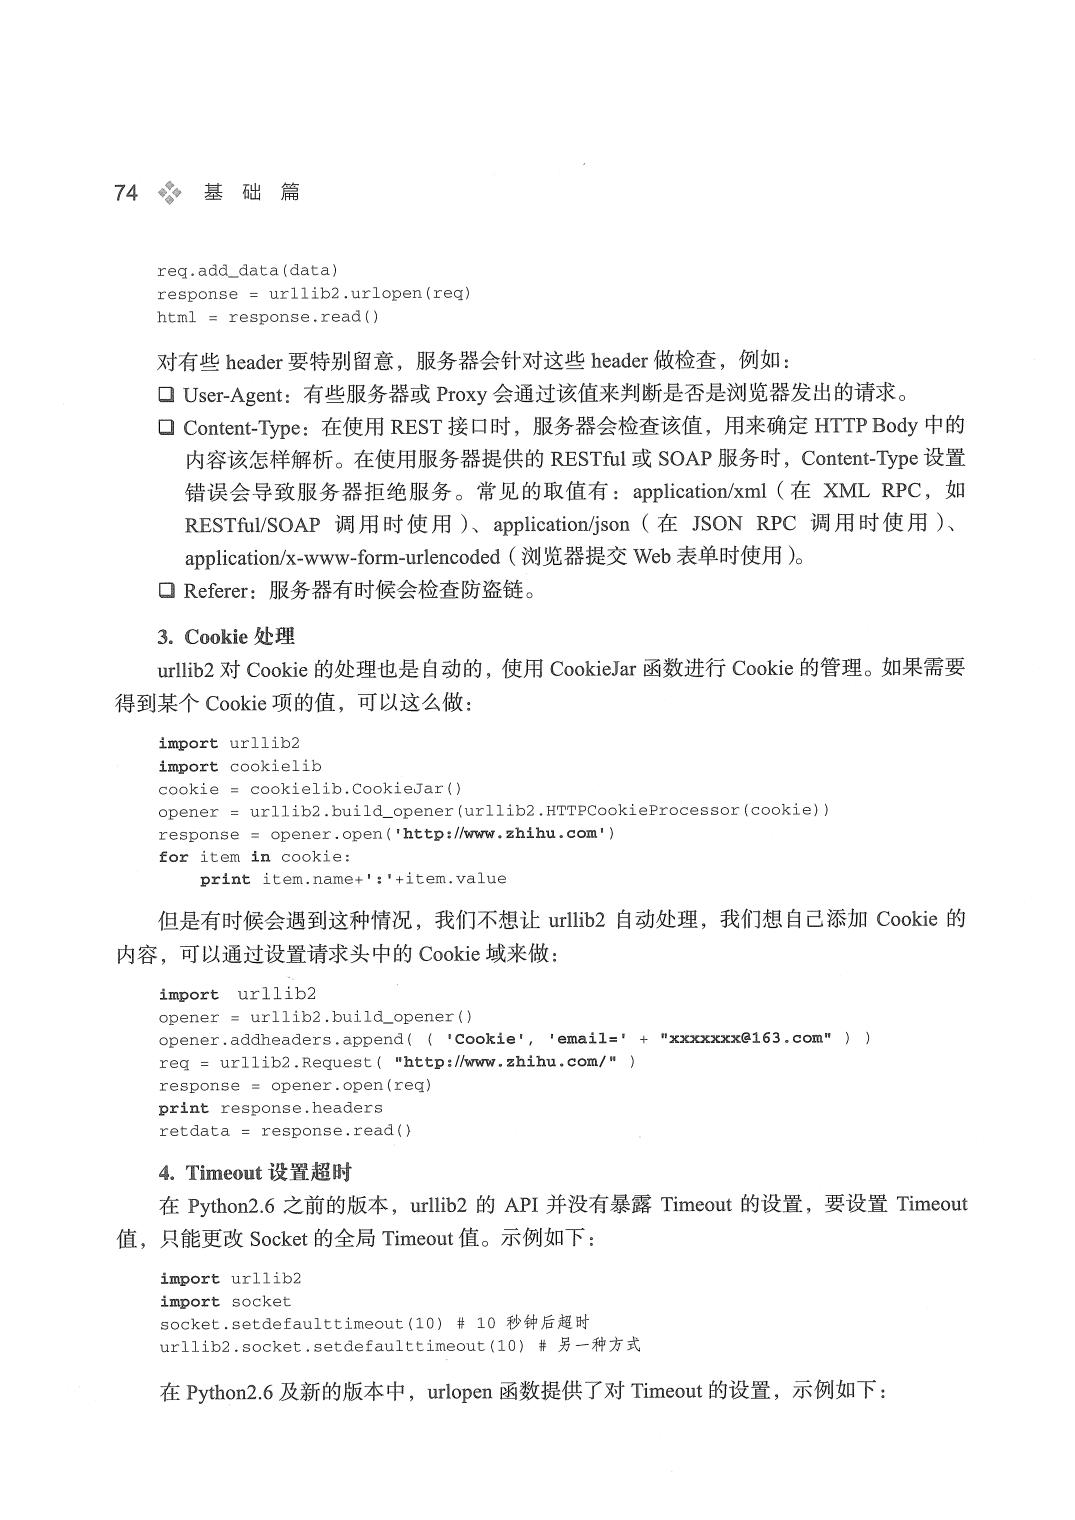 74 基 础 篇
req.add_data(data)
response = urllib2.urlopen(req)
html = response.read()
对有些 header 要特别留意，服务器会针对这些 header 做检查，例如：
❑ User-Agent：有些服务器或 Proxy 会通过该值来判断是否是浏览器发出的请求。
❑ Content-Type：在使用 REST 接口时，服务器会检查该值，用来确定 HTTP Body 中的
内容该怎样解析。在使用服务器提供的 RESTful 或 SOAP 服务时，Content-Type 设置
错误会导致服务器拒绝服务。常见的取值有：application/xml（在 XML RPC，如
RESTful/SOAP 调用时使用）、application/json（在 JSON RPC 调用时使用）、
application/x-www-form-urlencoded（浏览器提交 Web 表单时使用）。
❑ Referer：服务器有时候会检查防盗链。
3. Cookie 处理
urllib2 对 Cookie 的处理也是自动的，使用 CookieJar 函数进行 Cookie 的管理。如果需要
得到某个 Cookie 项的值，可以这么做：
import urllib2
import cookielib
cookie = cookielib.CookieJar()
opener = urllib2.build_opener(urllib2.HTTPCookieProcessor(cookie))
response = opener.open('http://www.zhihu.com')
for item in cookie:
    print item.name+':'+item.value
但是有时候会遇到这种情况，我们不想让 urllib2 自动处理，我们想自己添加 Cookie 的
内容，可以通过设置请求头中的 Cookie 域来做：
import  urllib2
opener = urllib2.build_opener()
opener.addheaders.append( ( 'Cookie', 'email=' + "xxxxxxx@163.com" ) )
req = urllib2.Request( "http://www.zhihu.com/" )
response = opener.open(req)
print response.headers
retdata = response.read()
4. Timeout 设置超时
在 Python2.6 之前的版本，urllib2 的 API 并没有暴露 Timeout 的设置，要设置 Timeout
值，只能更改 Socket 的全局 Timeout 值。示例如下：
import urllib2
import socket
socket.setdefaulttimeout(10) # 10 秒钟后超时
urllib2.socket.setdefaulttimeout(10) # 另一种方式
在 Python2.6 及新的版本中，urlopen 函数提供了对 Timeout 的设置，示例如下：